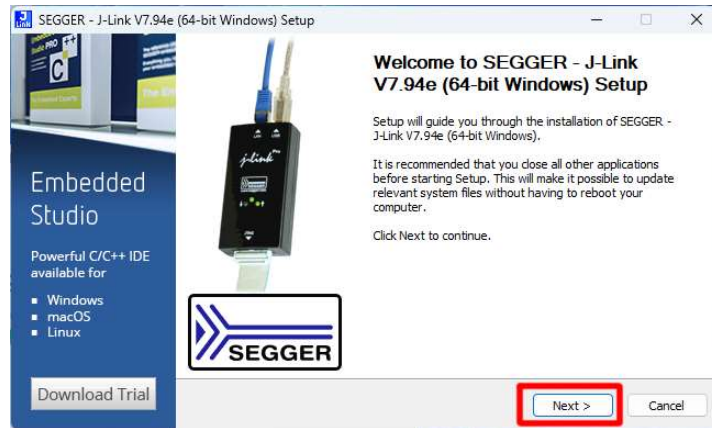 SEGGER - J-Link V7.94e (64-bit Windows) Setup
Welcome to SEGGER - J-Link
V7.94e (64-bit Windows) Setup
Setup will guide you through the installation of SEGGER -
J-Link V7.94e (64-bit Windows).
It is recommended that you close all other applications
before starting Setup. This will make it possible to update
relevant system files without having to reboot your
computer.
Click Next to continue.
Embedded
Studio
Powerful C/C++ IDE
available for
Windows
macOS
Linux
Download Trial
J-Link Pro
SEGGER
Next >
Cancel